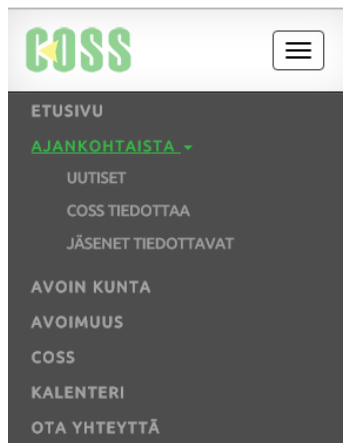 COSS
ETUSIVU
AJANKOHTAISTA
UUTISET
COSS TIEDOTTAA
JÄSENET TIEDOTTAVAT
AVOIN KUNTA
AVOIMUUS
COSS
KALENTERI
OTA YHTEYTTÄ